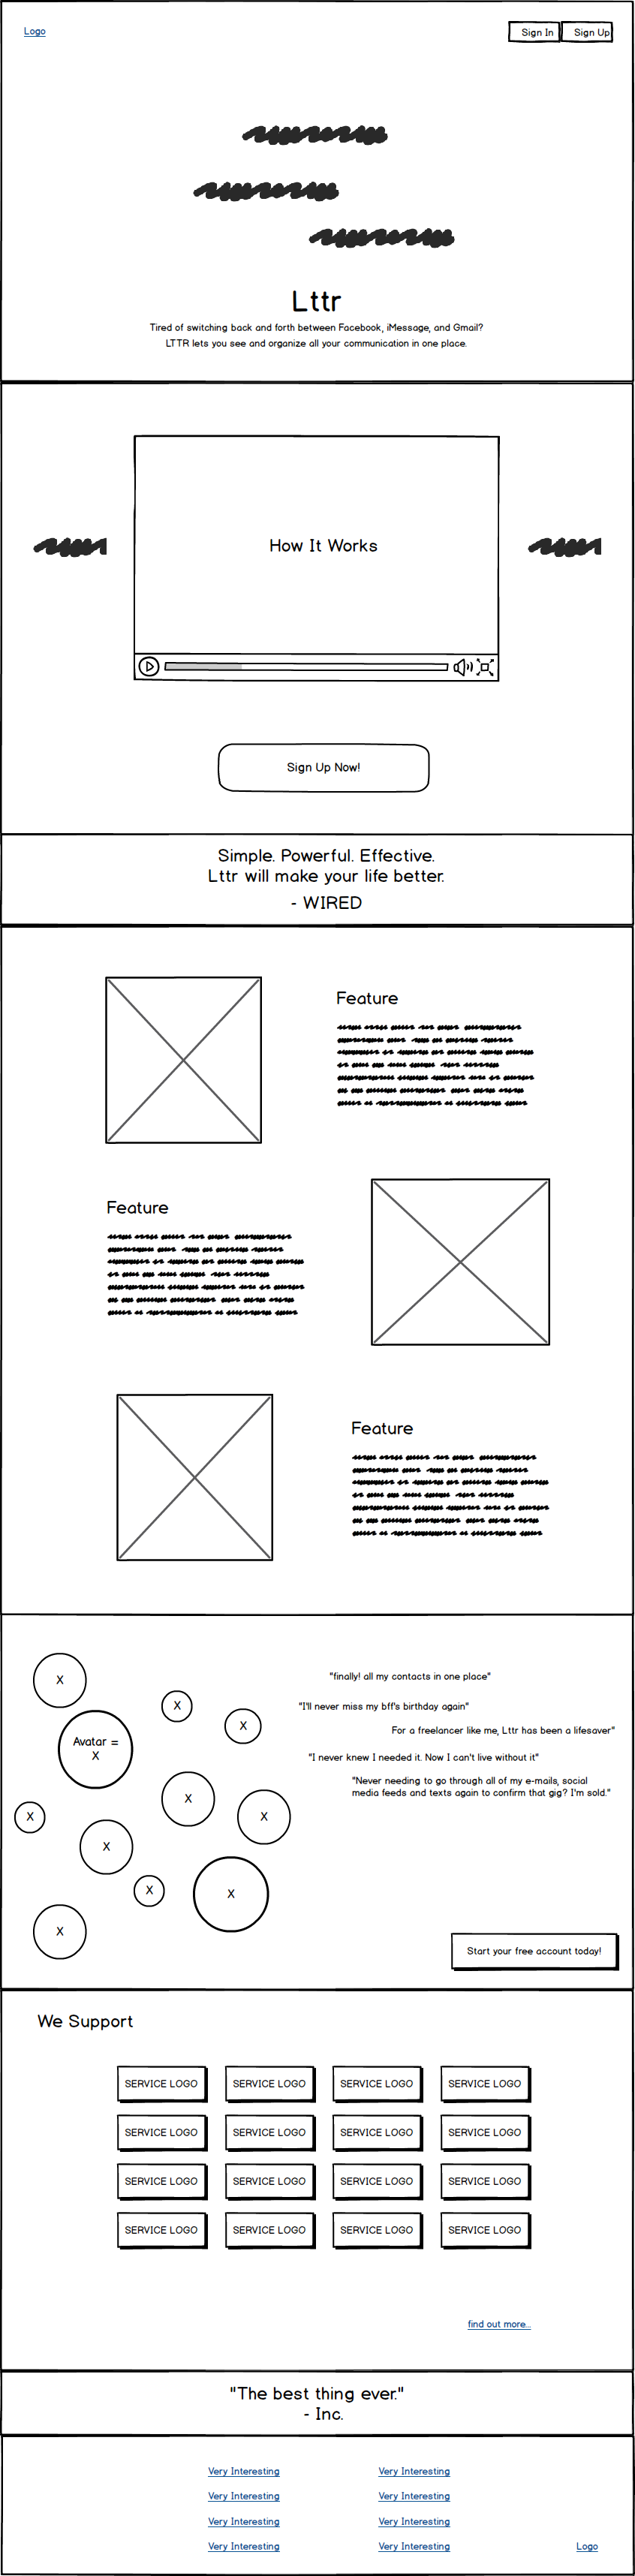 Logo
Sign In
Sign Up
Lttr
Tired of switching back and forth between Facebook, iMessage, and Gmail?
LTTR lets you see and organize all your communication in one place.
How It Works
Sign Up Now!
Simple. Powerful. Effective.
Lttr will make your life better.
- WIRED
Feature
Feature
Feature
X
X
X
Avatar =
X
X
X
X
X
X
X
X
"finally! all my contacts in one place"
"I'll never miss my bff's birthday again"
For a freelancer like me, Lttr has been a lifesaver"
"I never knew I needed it. Now I can't live without it"
"Never needing to go through all of my e-mails, social
media feeds and texts again to confirm that gig? I'm sold."
Start your free account today!
We Support
SERVICE LOGO SERVICE LOGO SERVICE LOGO SERVICE LOGO
SERVICE LOGO SERVICE LOGO SERVICE LOGO SERVICE LOGO
SERVICE LOGO SERVICE LOGO SERVICE LOGO SERVICE LOGO
SERVICE LOGO SERVICE LOGO SERVICE LOGO SERVICE LOGO
find out more...
"The best thing ever."
- Inc.
Very Interesting Very Interesting
Very Interesting Very Interesting
Very Interesting Very Interesting
Very Interesting Very Interesting
Logo